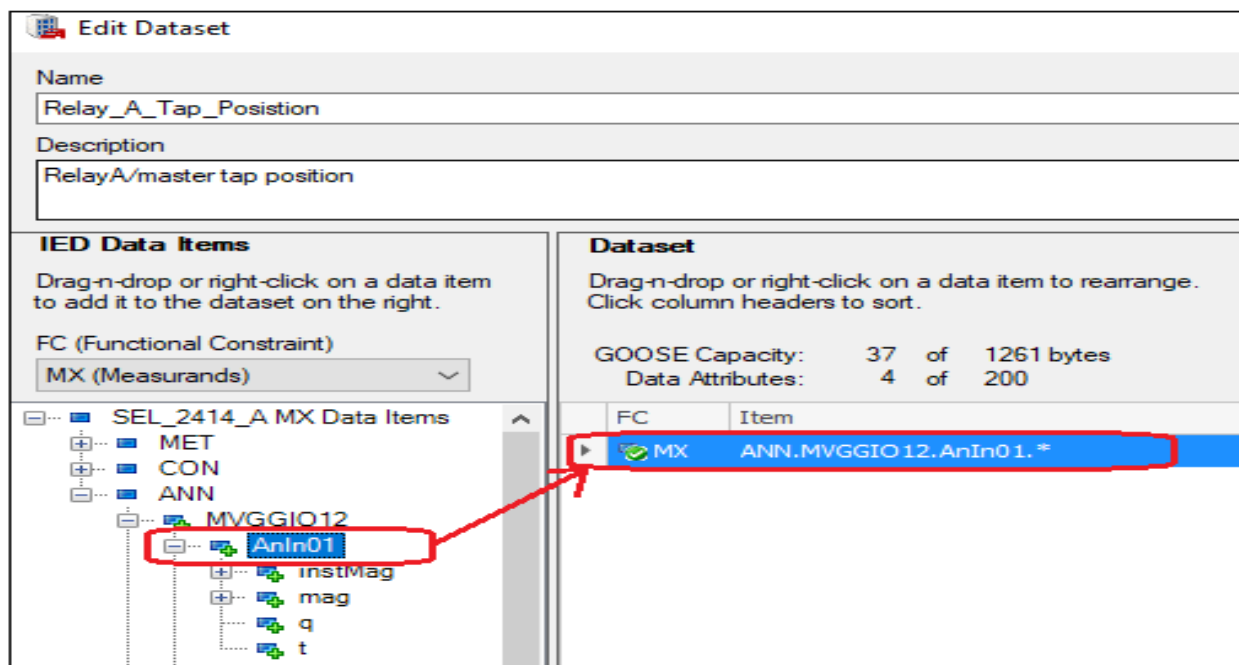 Edit Dataset
Name
Relay_A_Tap_Posistion
Description
RelayA/master tap position
IED Data Items
Drag-n-drop or right-click on a data item
to add it to the dataset on the right.
FC (Functional Constraint)
MX (Measurands)
SEL_2414_A MX Data Items
MET
CON
ANN
MVGGIO12
AnIn01
instMag
mag
q
t
Dataset
Drag-n-drop or right-click on a data item to rearrange.
Click column headers to sort.
GOOSE Capacity: 37 of 1261 bytes
Data Attributes: 4 of 200
FC Item
MX ANN.MVGGIO12.AnIn01.*